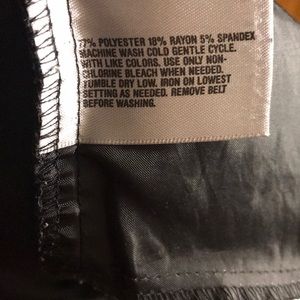 77% POLYESTER 18% RAYON 5% SPANDEX
MACHINE WASH COLD GENTLE CYCLE.
WITH LIKE COLORS. USE ONLY NON-
CHLORINE BLEACH WHEN NEEDED.
TUMBLE DRY LOW. IRON ON LOWEST
SETTING AS NEEDED. REMOVE BELT
BEFORE WASHING.